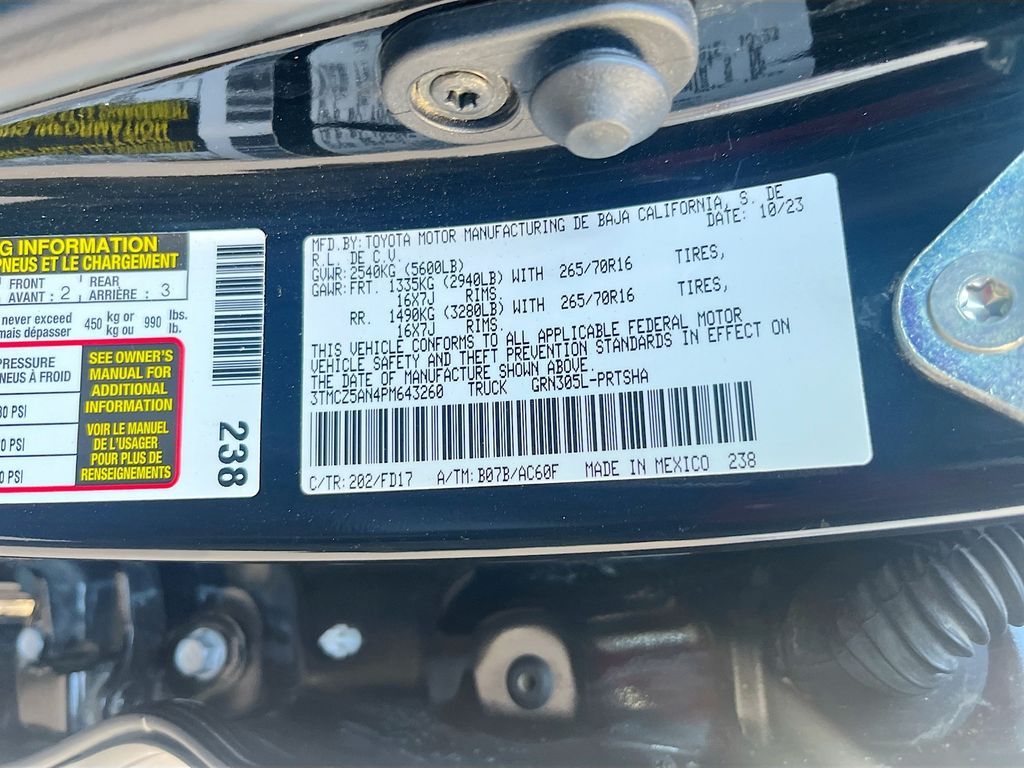 G INFORMATION
PNEUS ET LE CHARGEMENT
FRONT
AVANT : 2
REAR
ARRIÈRE : 3
never exceed
mais dépasser
450 kg or
kg ou
990 lbs.
lb.
PRESSURE
NEUS À FROID
30 PSI
0 PSI
0 PSI
SEE OWNER'S
MANUAL FOR
ADDITIONAL
INFORMATION
VOIR LE MANUEL
DE L'USAGER
POUR PLUS DE
RENSEIGNEMENTS
238
MFD.BY: TOYOTA MOTOR MANUFACTURING DE BAJA CALIFORNIA, S. DE
R.L. DE C.V. DATE: 10/23
GVWR: 2540KG (5600LB)
GAWR: FRT. 1335KG (2940LB) WITH 265/70R16 TIRES,
16X7J RIMS.
RR. 1490KG (3280LB) WITH 265/70R16 TIRES,
16X7J RIMS.
THIS VEHICLE CONFORMS TO ALL APPLICABLE FEDERAL MOTOR
VEHICLE SAFETY AND THEFT PREVENTION STANDARDS IN EFFECT ON
THE DATE OF MANUFACTURE SHOWN ABOVE.
3TMCZ5AN4PM643260 TRUCK GRN305L-PRTSHA
C/TR: 202/FD17 A/TM: B07B/AC60F MADE IN MEXICO 238